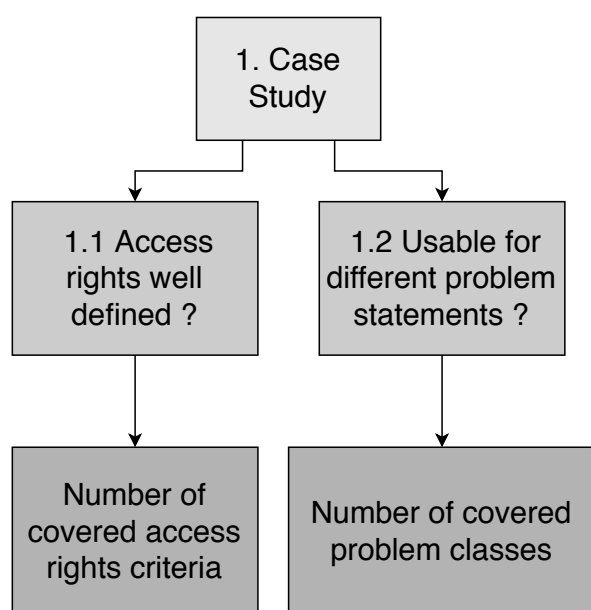 1. Case
Study
1.1 Access
rights well
defined ?
1.2 Usable for
different problem
statements ?
Number of
covered access
rights criteria
Number of covered
problem classes